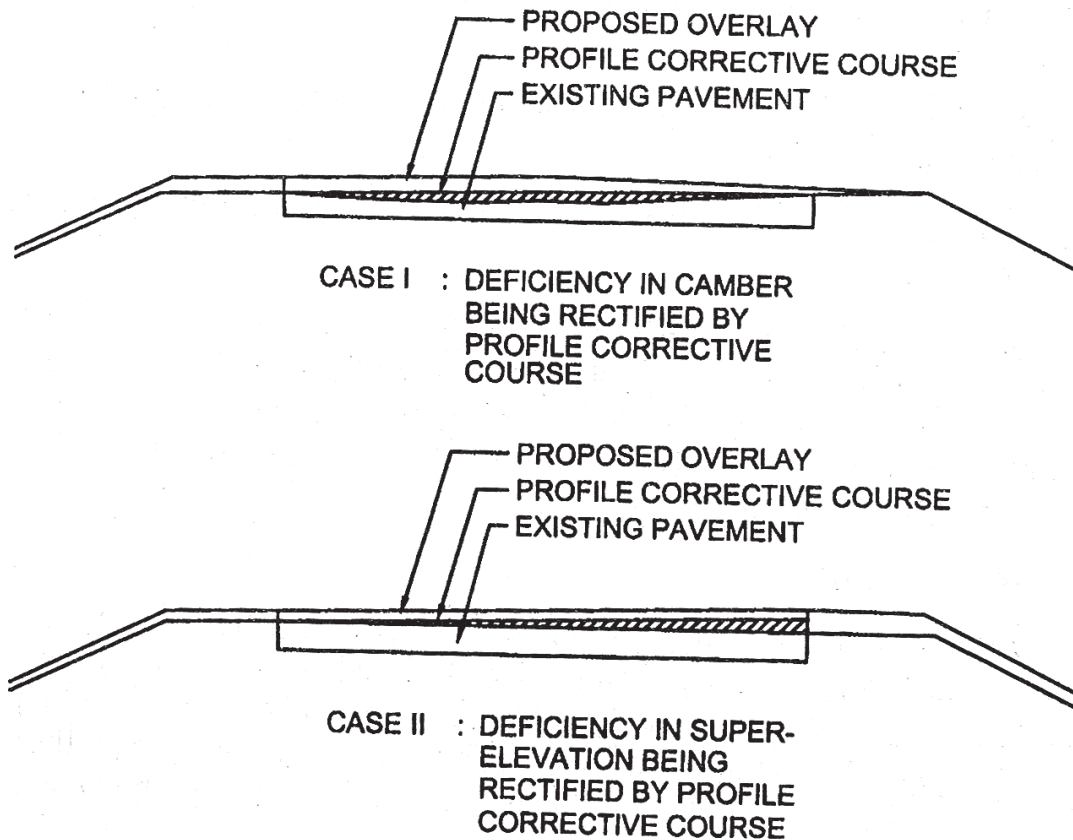 PROPOSED OVERLAY
PROFILE CORRECTIVE COURSE
EXISTING PAVEMENT
CASE I : DEFICIENCY IN CAMBER
BEING RECTIFIED BY
PROFILE CORRECTIVE
COURSE
PROPOSED OVERLAY
PROFILE CORRECTIVE COURSE
EXISTING PAVEMENT
CASE II : DEFICIENCY IN SUPER-
ELEVATION BEING
RECTIFIED BY PROFILE
CORRECTIVE COURSE